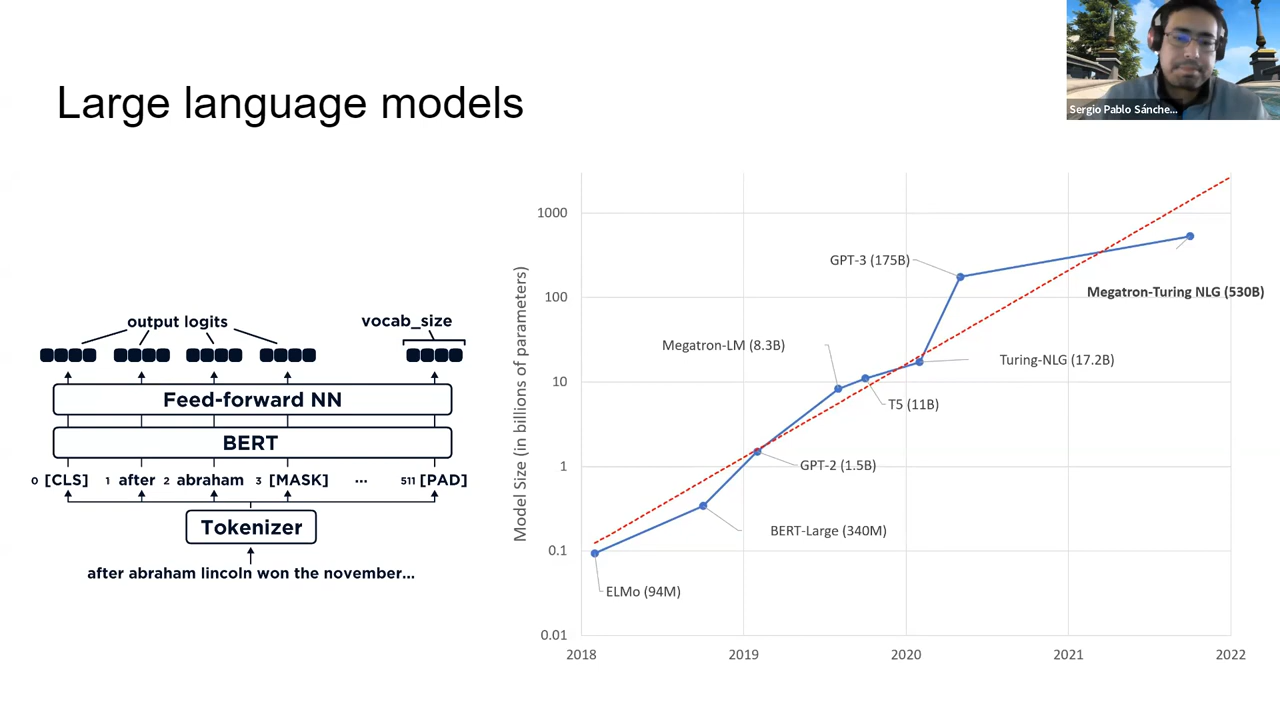 Large language models
Sergio Pablo Sánche...
output logits
vocab_size
Feed-forward NN
BERT
0 [CLS] 1 after 2 abraham 3 [MASK] ... 511 [PAD]
Tokenizer
after abraham lincoln won the november...
Model Size (in billions of parameters)
1000
100
10
1
0.1
0.01
2018 2019 2020 2021 2022
GPT-3 (175B)
Megatron-Turing NLG (530B)
Megatron-LM (8.3B)
Turing-NLG (17.2B)
T5 (11B)
GPT-2 (1.5B)
BERT-Large (340M)
ELMo (94M)